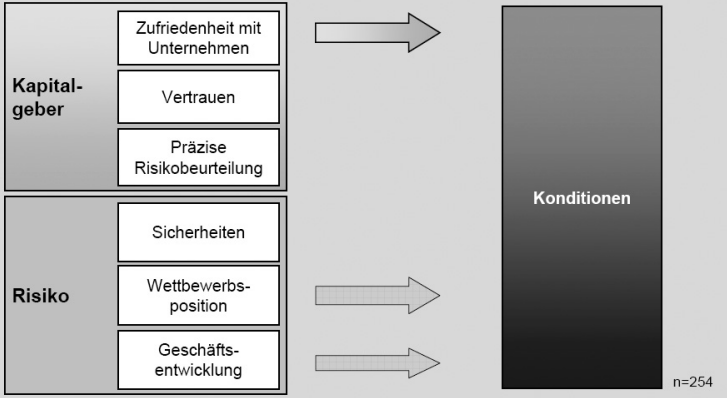 Kapital-
geber
Zufriedenheit mit
Unternehmen
Vertrauen
Präzise
Risikobeurteilung
Risiko
Sicherheiten
Wettbewerbs-
position
Geschäfts-
entwicklung
Konditionen
n=254